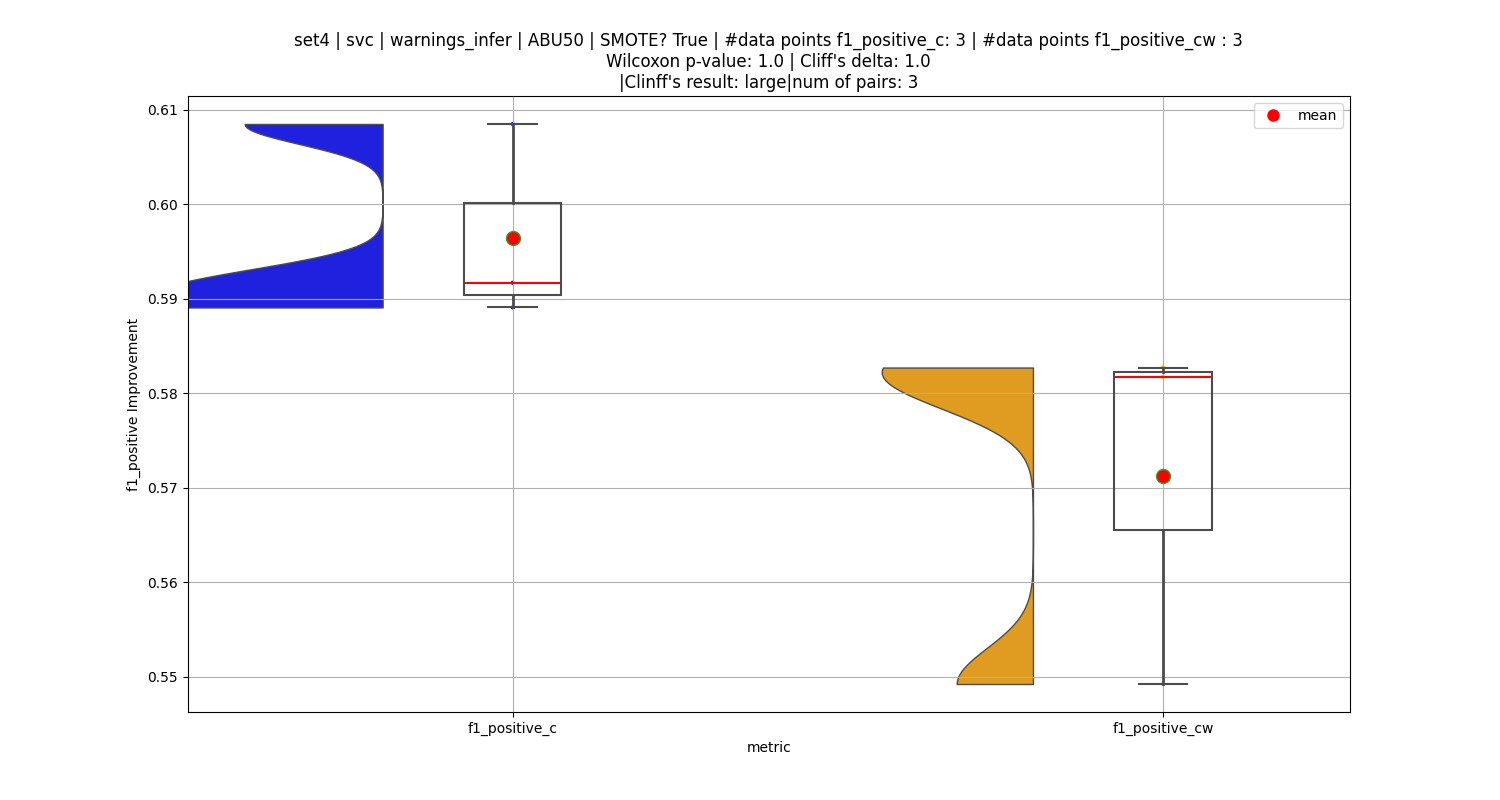 set4 | svc | warnings_infer | ABU50 | SMOTE? True | #data points f1_positive_c: 3 | #data points f1_positive_cw : 3
Wilcoxon p-value: 1.0 | Cliff's delta: 1.0
|Clinff's result: large|num of pairs: 3
mean
0.61
0.60
0.59
0.58
0.57
0.56
0.55
f1_positive Improvement
f1_positive_c
f1_positive_cw
metric